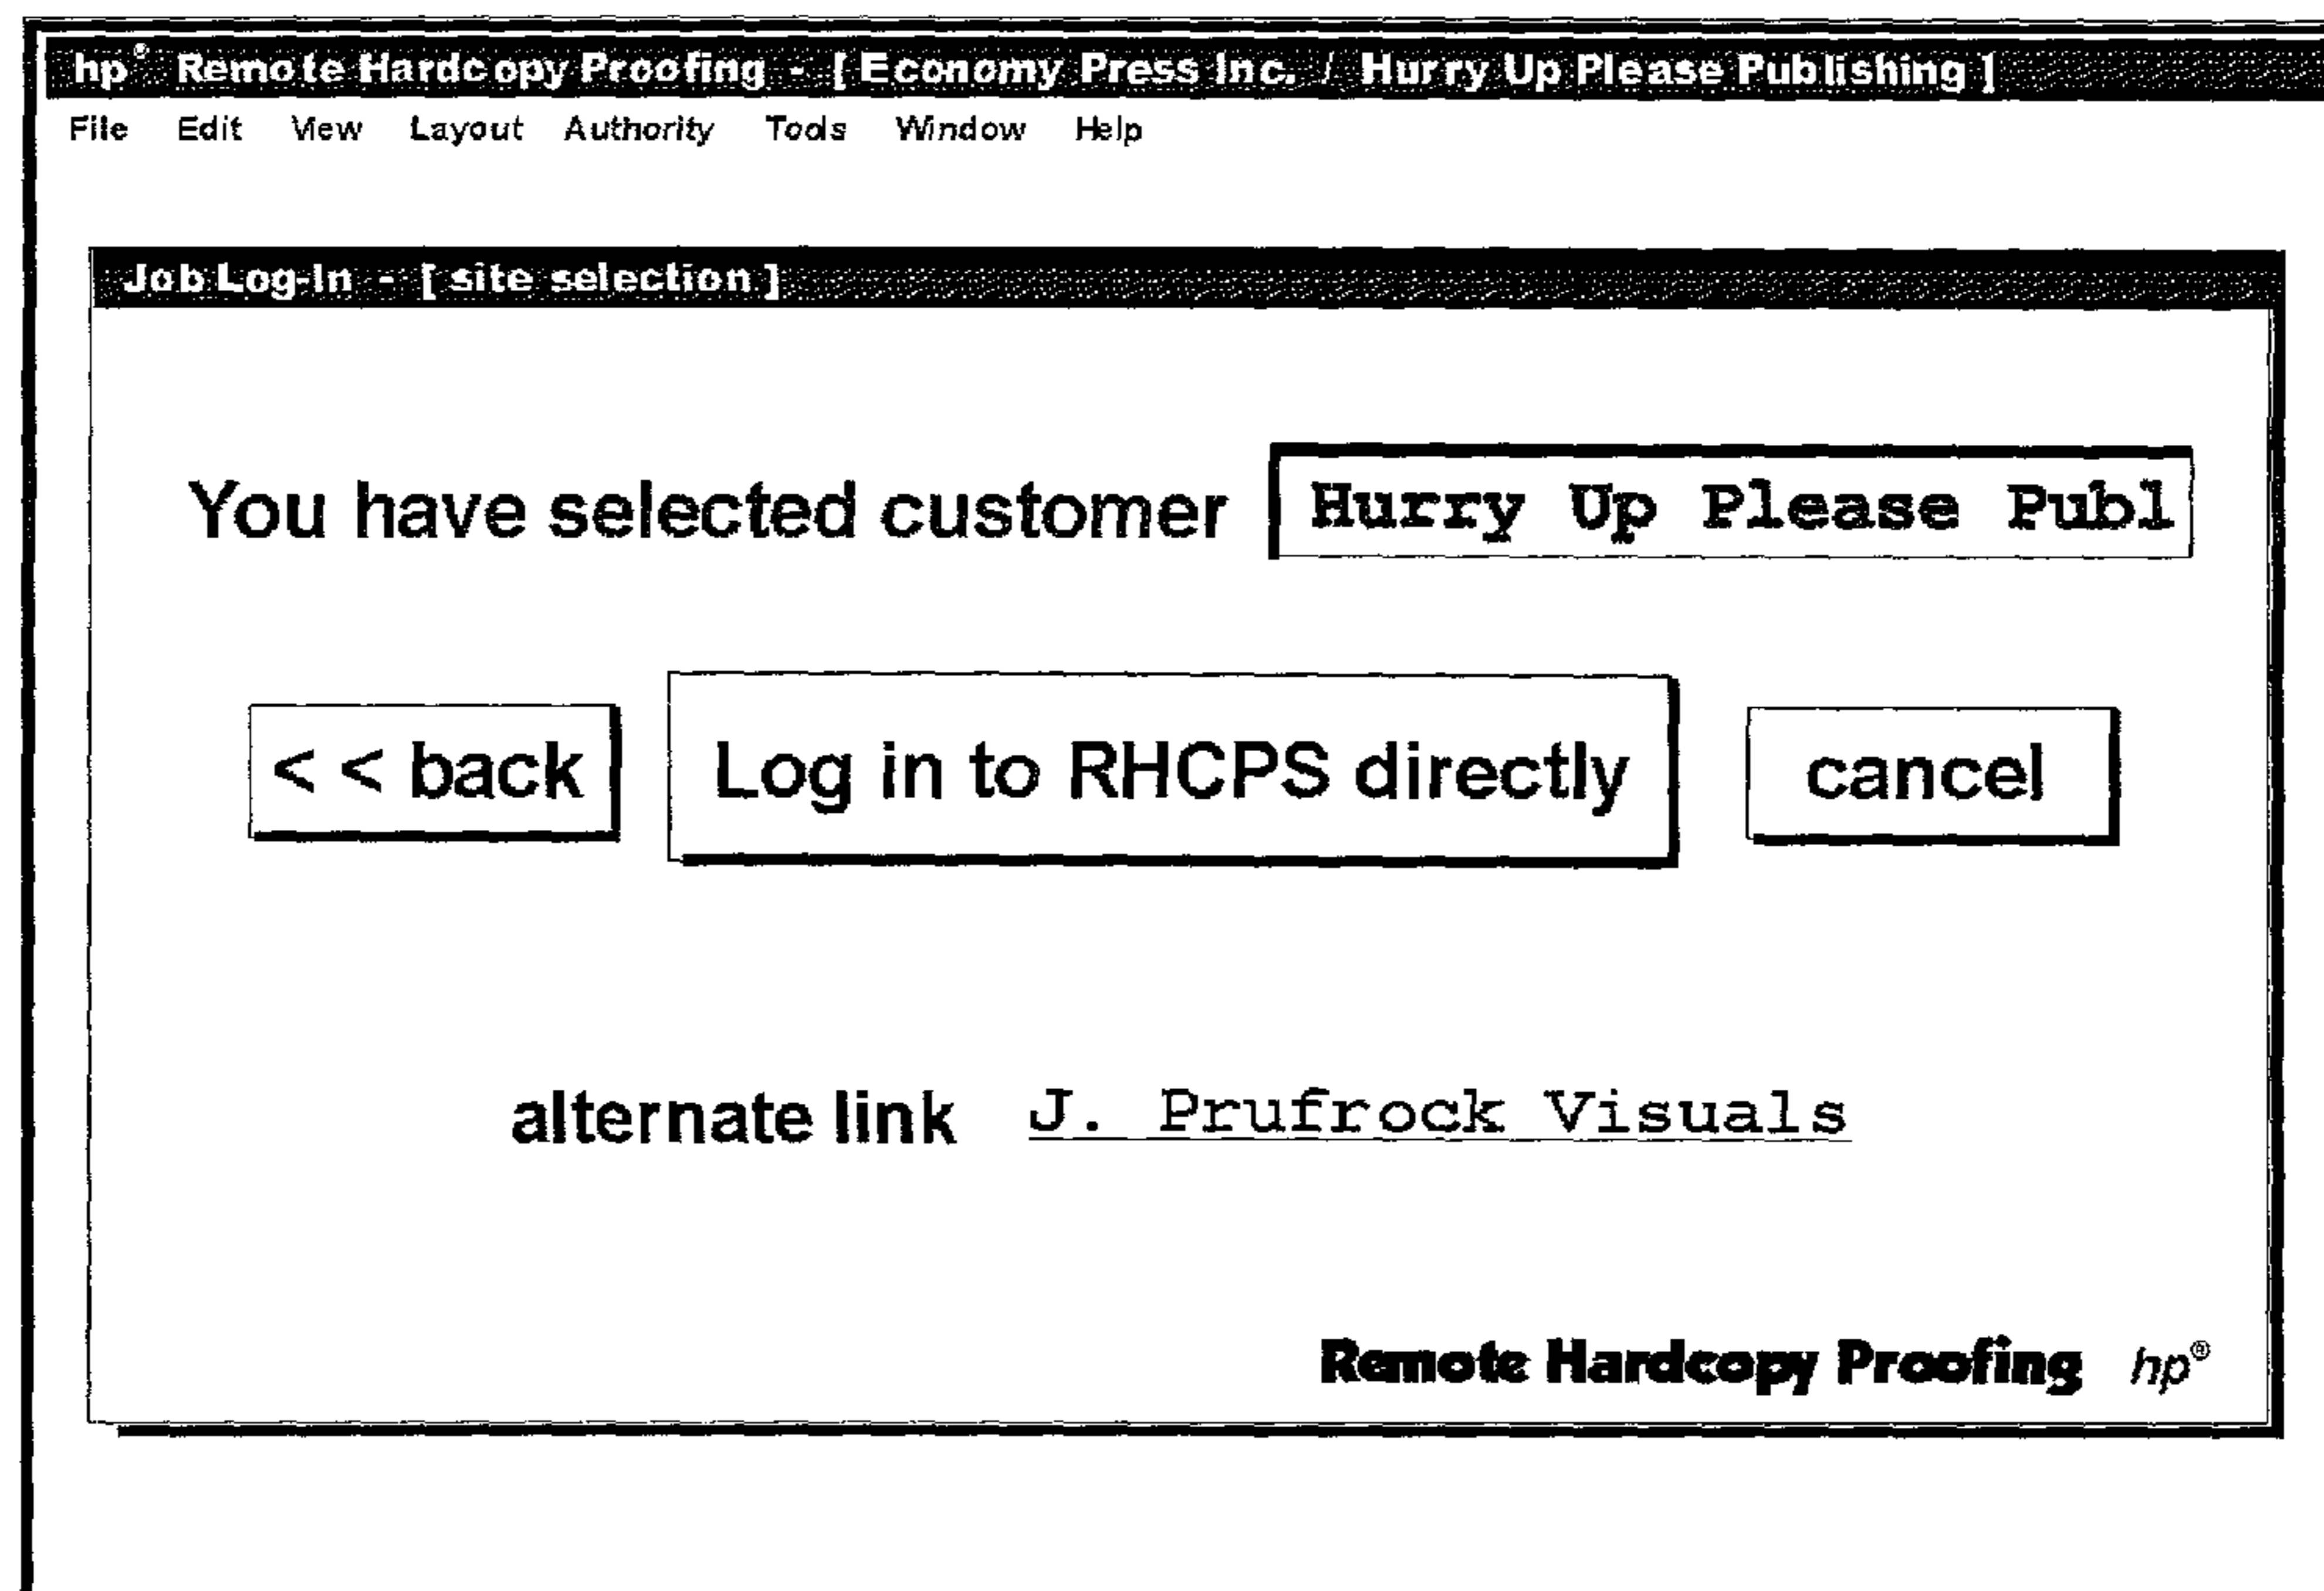 hp® Remote Hardcopy Proofing - [ Economy Press Inc. / Hurry Up Please Publishing ]
File Edit View Layout Authority Tools Window Help
Job Log-In - [ site selection ]
You have selected customer Hurry Up Please Publ
< < back Log in to RHCPS directly cancel
alternate link J. Prufrock Visuals
Remote Hardcopy Proofing hp®